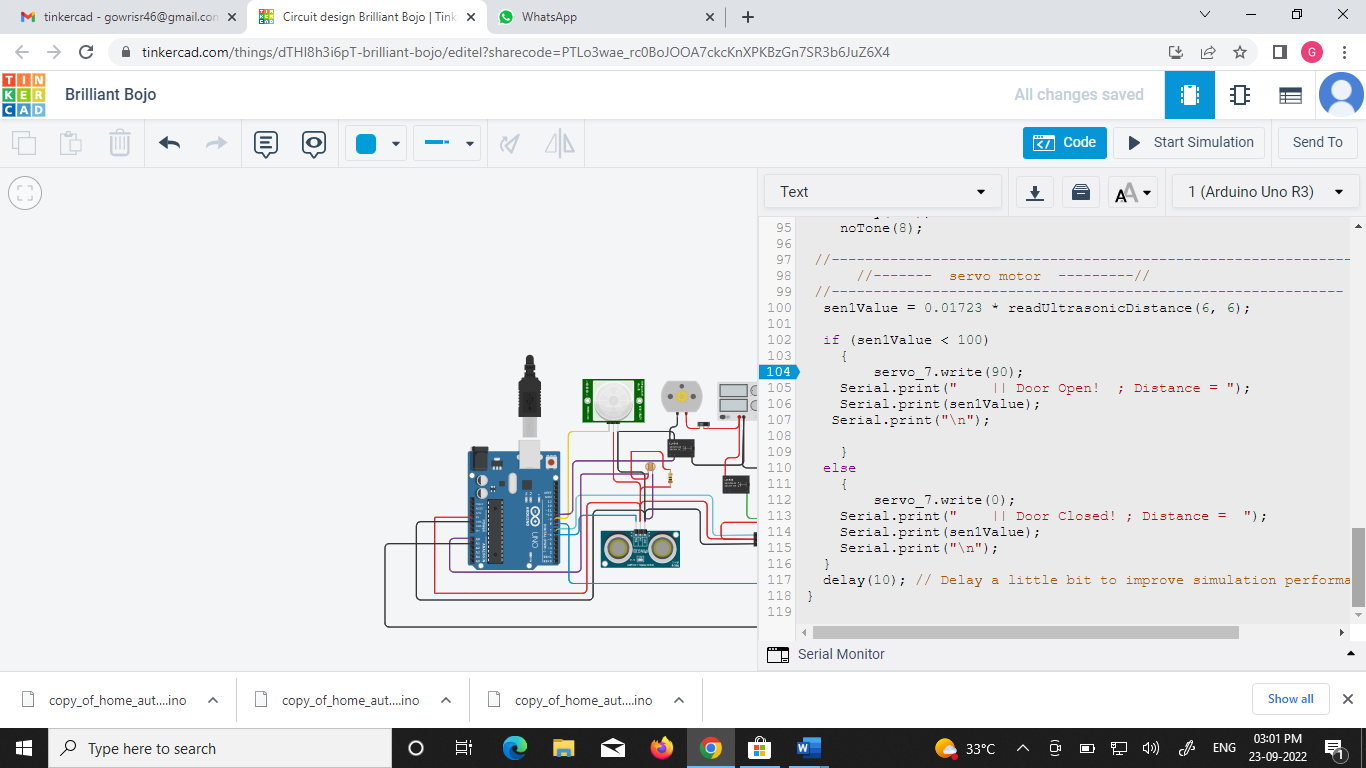 tinkercad - gowrisr46@gmail.con
Circuit design Brilliant Bojo | Tink
WhatsApp
tinkercad.com/things/dTHI8h3i6pT-brilliant-bojo/editel?sharecode=PTLo3wae_rc0BoJOOA7ckcKnXPKBzGn7SR3b6JuZ6X4
G
TIN
KER
CAD
Brilliant Bojo
All changes saved
Code
Start Simulation
Send To
Text
AA
1 (Arduino Uno R3)
95 noTone(8);
96
97 //--------------------------------------------------------------
98 //------- servo motor ---------//
99 //-------------------------------------------------------------
100 sen1Value = 0.01723 * readUltrasonicDistance(6, 6);
101
102 if (sen1Value < 100)
103 {
104 servo_7.write(90);
105 Serial.print("    || Door Open!  ; Distance = ");
106 Serial.print(sen1Value);
107 Serial.print("\n");
108
109 }
110 else
111 {
112 servo_7.write(0);
113 Serial.print("    || Door Closed! ; Distance =  ");
114 Serial.print(sen1Value);
115 Serial.print("\n");
116 }
117 delay(10); // Delay a little bit to improve simulation performa
118 }
119
Serial Monitor
copy_of_home_aut....ino
copy_of_home_aut....ino
copy_of_home_aut....ino
Show all
Type here to search
33°C
ENG
03:01 PM
23-09-2022
1